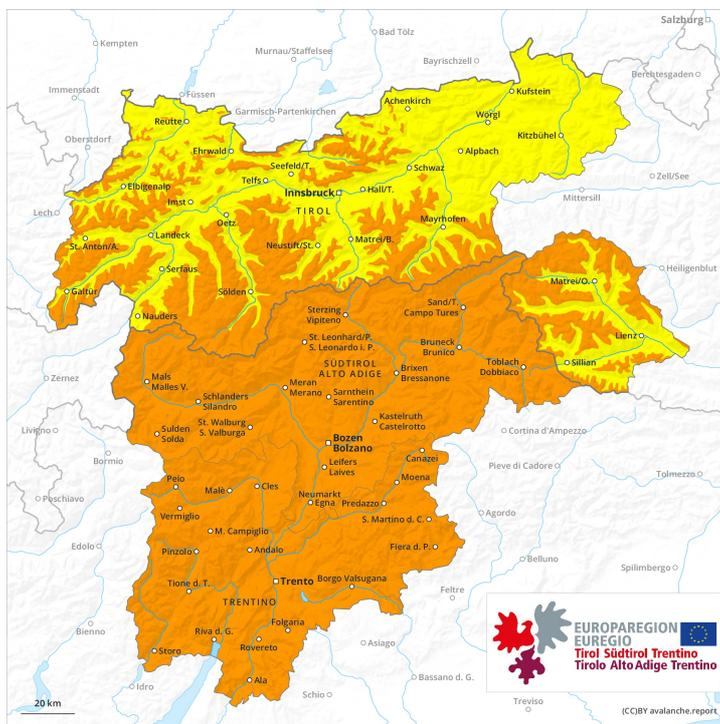 Salzburg
Bad Tölz
Kempten
Murnau/Staffelsee
Bayrischzell
Berchtesgaden
Immenstadt
Füssen
Garmisch-Partenkirchen
Achenkirch
Kufstein
Reutte
Wörgl
Oberstdorf
Kitzbühel
Ehrwald
Seefeld/T.
Alpbach
Schwaz
Telfs
Zell/See
Elbigenalp
Innsbruck
Hall/T.
Mittersill
Imst
TIROL
Lech
Oetz
Mayrhofen
Landeck
Neustift/St.
Matrei/B.
St. Anton/A.
Serfaus
Heiligenblut
Matrei/O.
Galtür
Sölden
Sand/T.
Campo Tures
Nauders
Sterzing
Vipiteno
Lienz
St. Leonhard/P.
S. Leonardo i. P.
Bruneck
Brunico
Sillian
SÜDTIROL
ALTO ADIGE
Toblach
Dobbiaco
Brixen
Bressanone
Zernez
Mals
Malles V.
Meran
Merano
Sarnthein
Sarentino
Schlanders
Silandro
Kastelruth
Castelrotto
St. Walburg
S. Valburga
Livigno
Sulden
Solda
Cortina d'Ampezzo
Bozen
Bolzano
Bormio
Canazei
Leifers
Laives
Pieve di Cadore
Tolmezzo
Peio
Moena
Malè
Cles
Neumarkt
Egna
Predazzo
Poschiavo
Vermiglio
Agordo
S. Martino d. C.
M. Campiglio
Edolo
Pinzolo
Andalo
Fiera d. P.
Belluno
Spilimbergo
Tione d. T.
Trento
Borgo Valsugana
Feltre
TRENTINO
Folgaria
Bienno
Riva d. G.
Asiago
Storo
Rovereto
Bassano d. G.
Idro
Ala
Schio
Treviso
EUROPAREGION
EUREGIO
Tirol Südtirol Trentino
Tirolo Alto Adige Trentino
20 km
(CC)BY avalanche.report